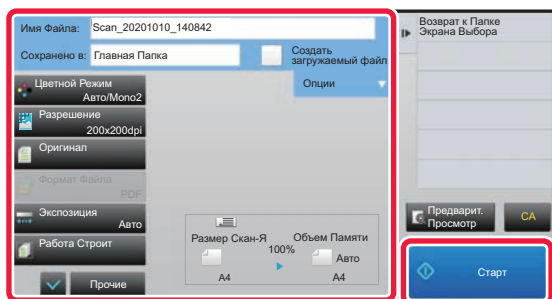 Имя Файла: Scan_20201010_140842
Сохранено в: Главная Папка
Создать
загружаемый файл
Опции
Цветной Режим
Авто/Mono2
Разрешение
200x200dpi
Оригинал
Формат Файла
PDF
Экспозиция
Авто
Работа Строит
Прочие
Размер Скан-Я
100%
Объем Памяти
Авто
A4
A4
Возврат к Папке
Экрана Выбора
Предварит.
Просмотр
CA
Старт